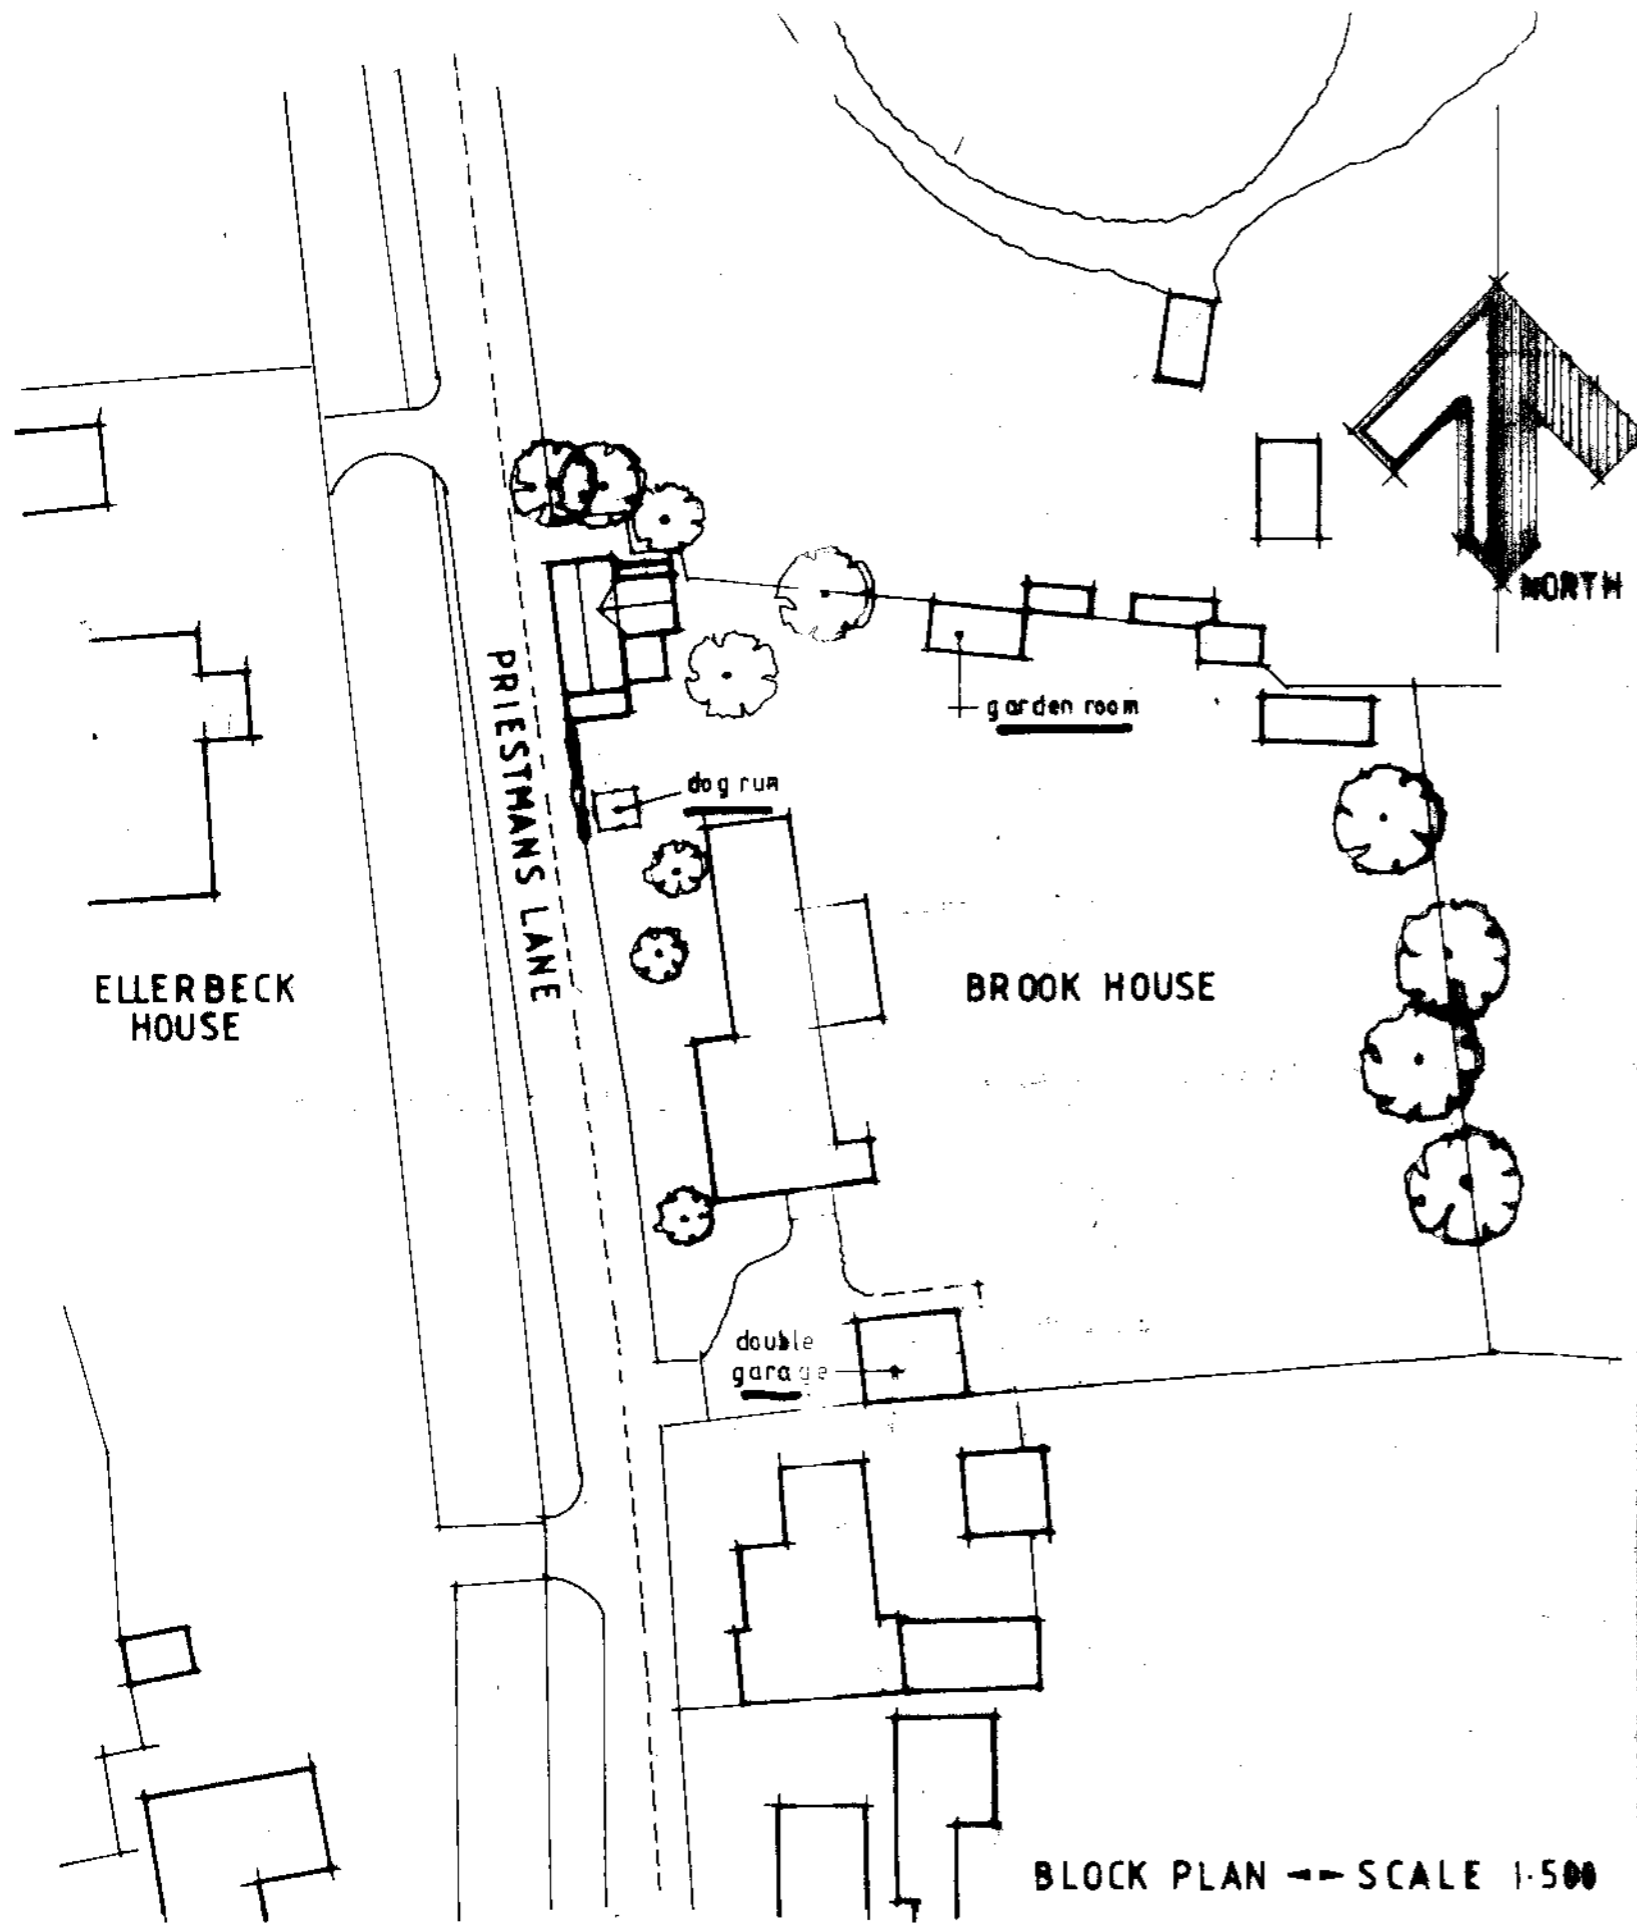 NORTH
PRIESTMANS LANE
garden room
dog run
ELLERBECK
HOUSE
BROOK HOUSE
double
garage
BLOCK PLAN SCALE 1·500